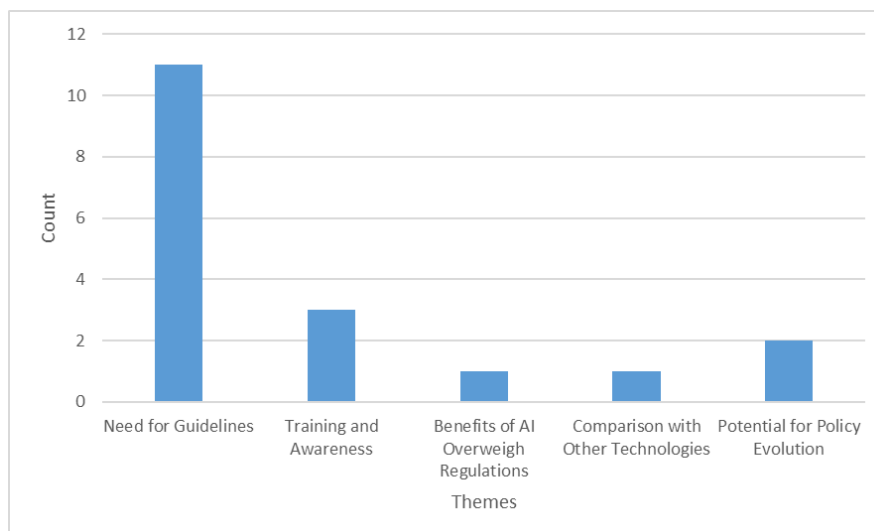 12
10
8
6
4
2
0
Count
Need for Guidelines
Training and
Awareness
Benefits of AI
Overweigh
Regulations
Comparison with
Other Technologies
Potential for Policy
Evolution
Themes